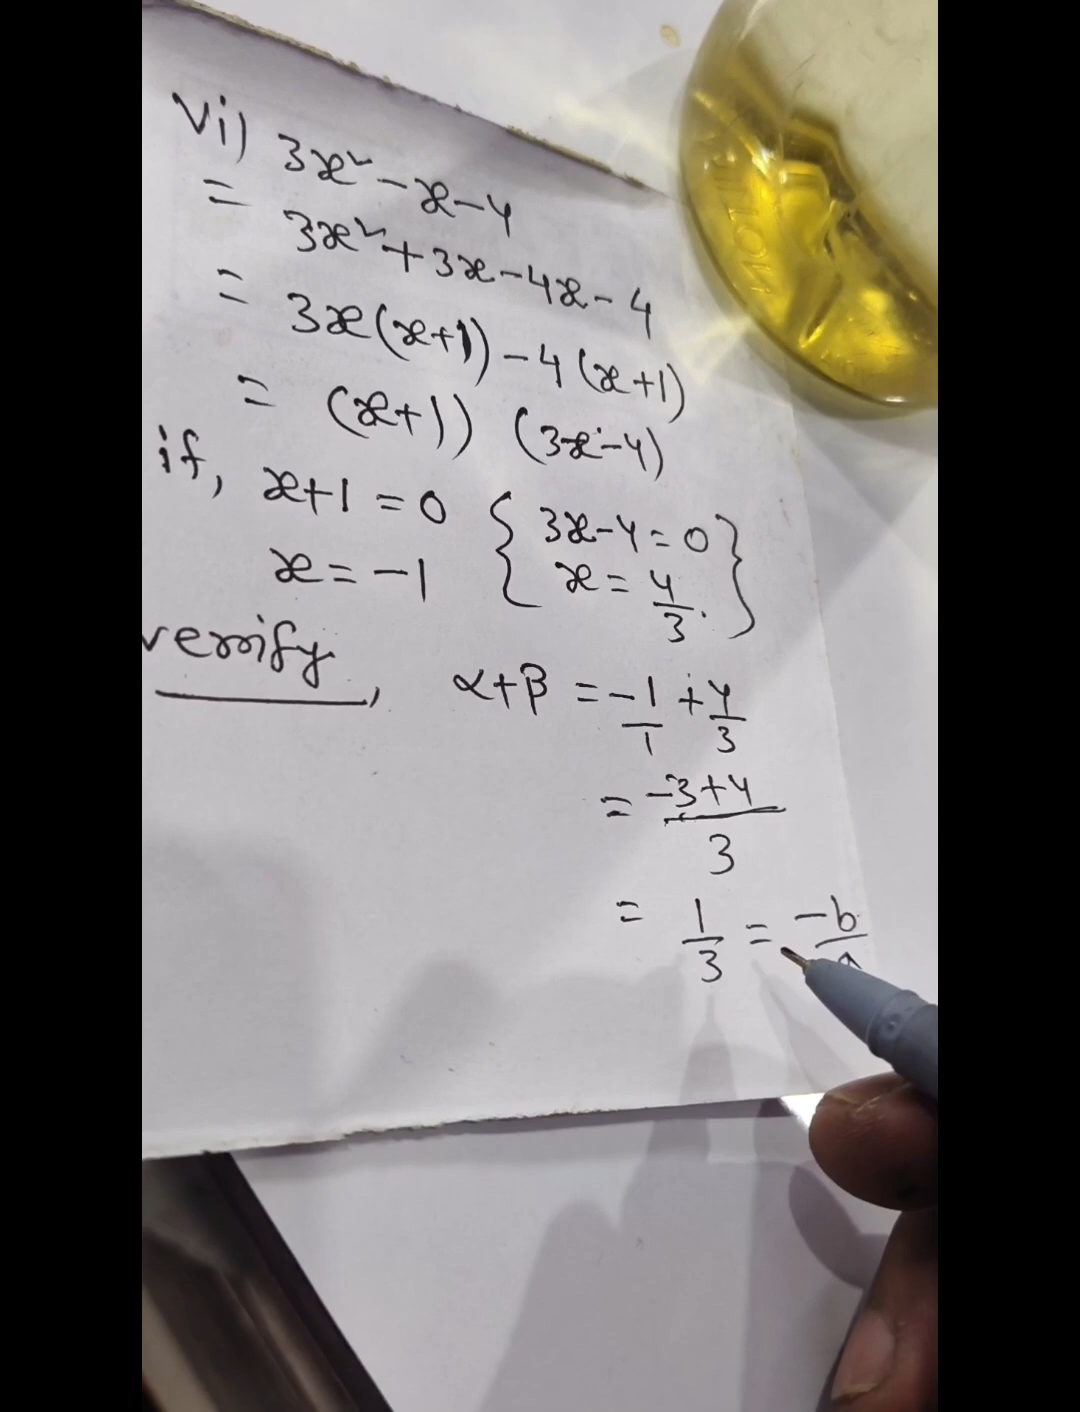 vi) 3x² - x - 4
= 3x² + 3x - 4x - 4
= 3x(x+1) - 4(x+1)
= (x+1) (3x-4)
if, x+1 = 0 { 3x-4 = 0
x = -1 x = 4/3. }
verrify, α+β = -1/1 + 4/3
= -3+4/3
= 1/3 = -b/a